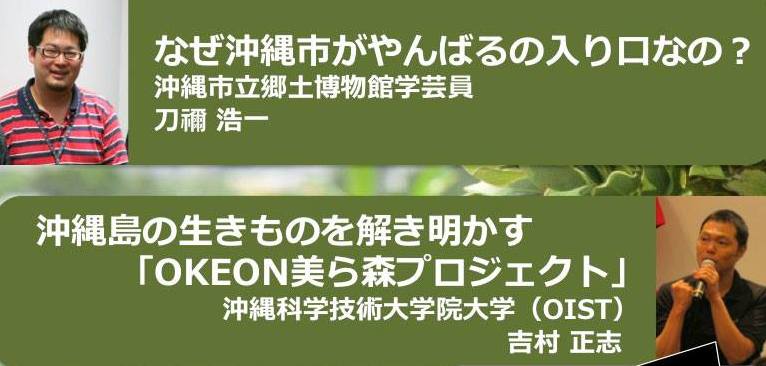 なぜ沖縄市がやんばるの入り口なの？
沖縄市立郷土博物館学芸員
刀禰 浩一
沖縄島の生きものを解き明かす
「OKEON美ら森プロジェクト」
沖縄科学技術大学院大学（OIST）
吉村 正志